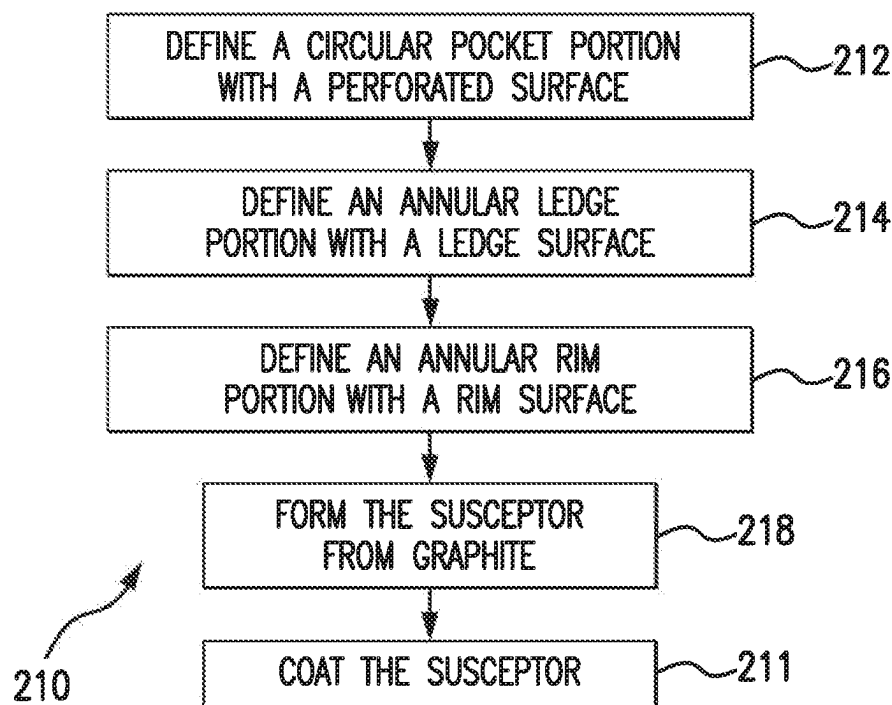 DEFINE A CIRCULAR POCKET PORTION
WITH A PERFORATED SURFACE
212
DEFINE AN ANNULAR LEDGE
PORTION WITH A LEDGE SURFACE
214
DEFINE AN ANNULAR RIM
PORTION WITH A RIM SURFACE
216
FORM THE SUSCEPTOR
FROM GRAPHITE
218
COAT THE SUSCEPTOR
211
210